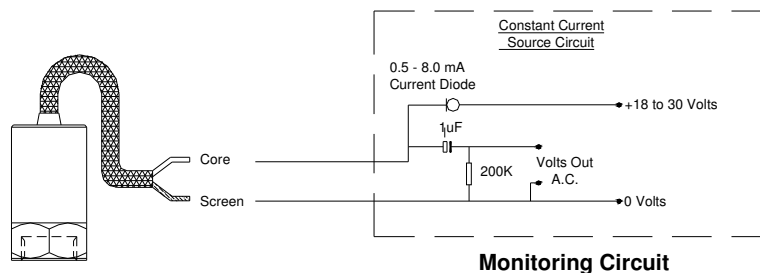 Constant Current
Source Circuit
0.5 - 8.0 mA
Current Diode
+18 to 30 Volts
1uF
Core
Volts Out
A.C.
200K
Screen
0 Volts
Monitoring Circuit